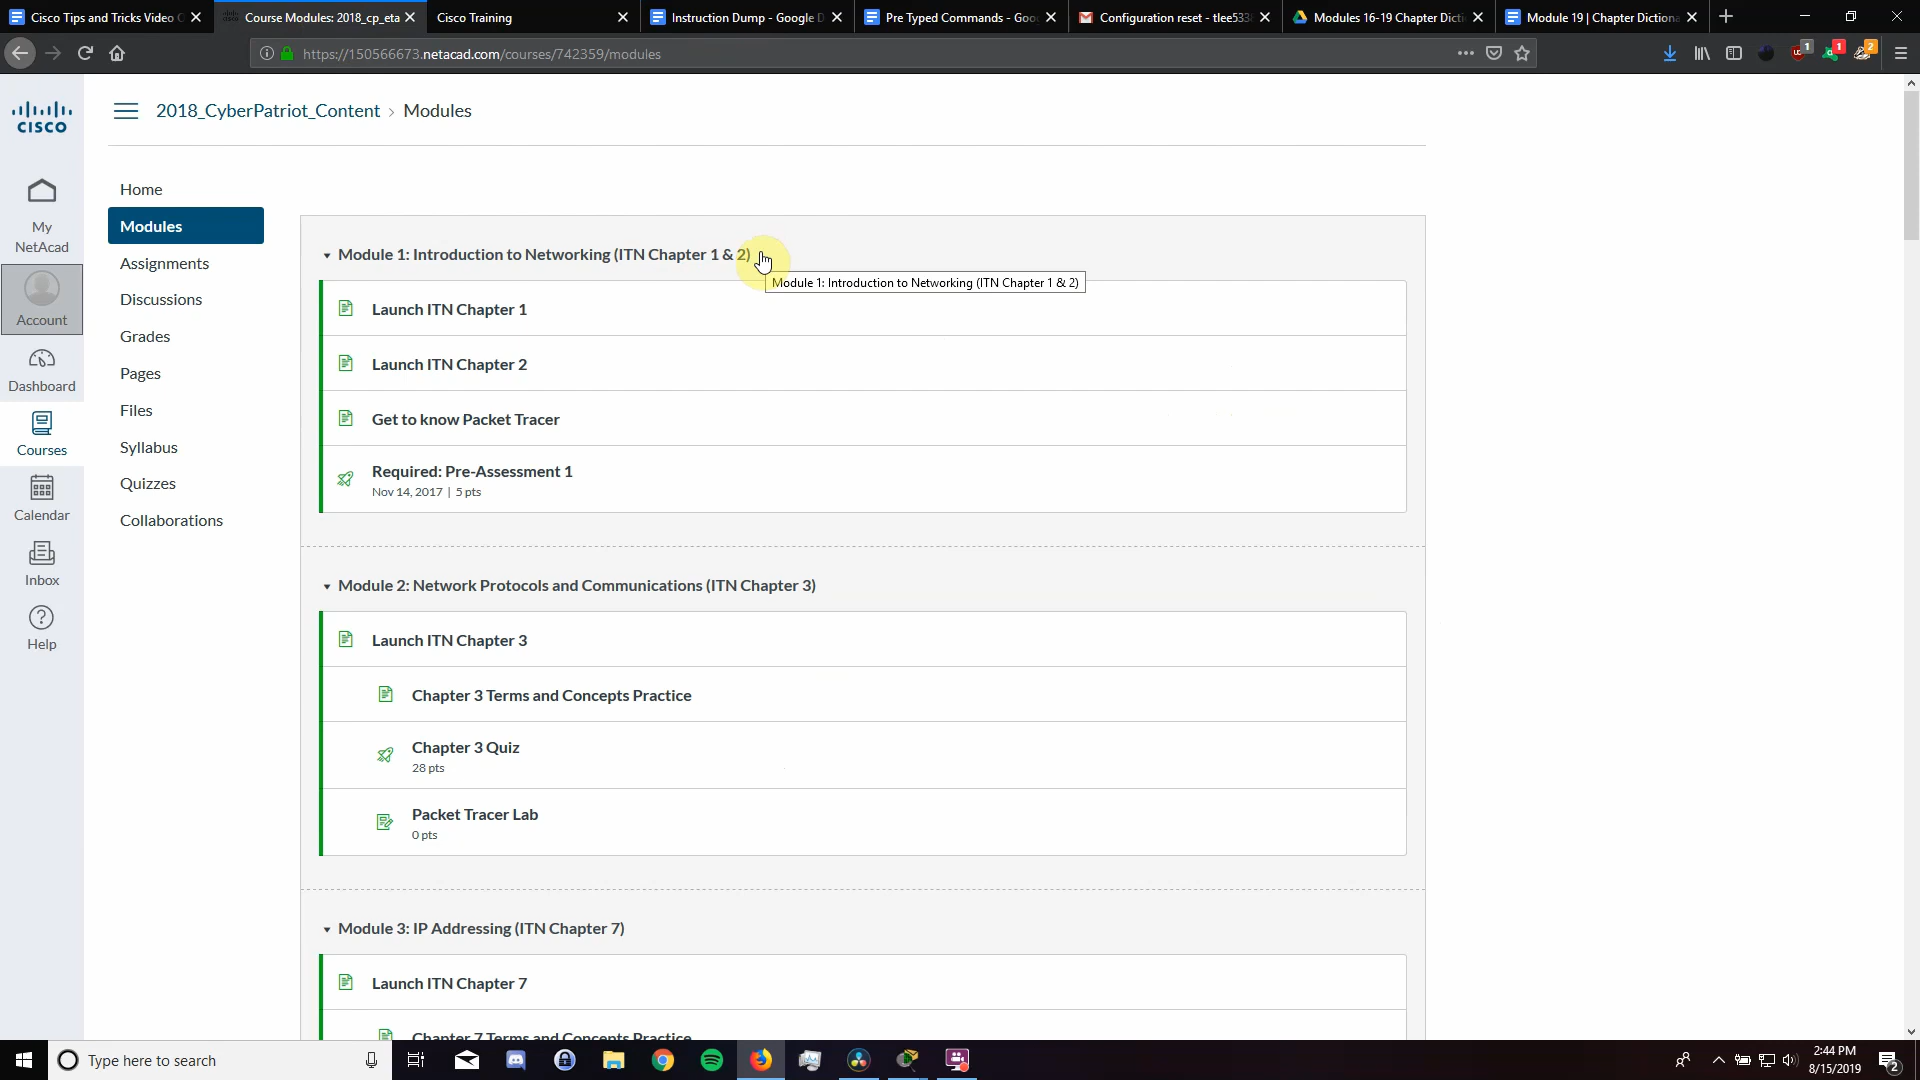 Cisco Tips and Tricks Video O
Course Modules: 2018_cp_eta
Cisco Training
Instruction Dump - Google D
Pre Typed Commands - Goo
Configuration reset - tlee533
Modules 16-19 Chapter Dicti
Module 19 | Chapter Dictiona
https://150566673.netacad.com/courses/742359/modules
1
1
2
cisco
2018_CyberPatriot_Content › Modules
My
NetAcad
Account
Dashboard
Courses
Calendar
Inbox
Help
Home
Modules
Assignments
Discussions
Grades
Pages
Files
Syllabus
Quizzes
Collaborations
Module 1: Introduction to Networking (ITN Chapter 1 & 2)
Module 1: Introduction to Networking (ITN Chapter 1 & 2)
Launch ITN Chapter 1
Launch ITN Chapter 2
Get to know Packet Tracer
Required: Pre-Assessment 1
Nov 14, 2017 | 5 pts
Module 2: Network Protocols and Communications (ITN Chapter 3)
Launch ITN Chapter 3
Chapter 3 Terms and Concepts Practice
Chapter 3 Quiz
28 pts
Packet Tracer Lab
0 pts
Module 3: IP Addressing (ITN Chapter 7)
Launch ITN Chapter 7
Chapter 7 Terms and Concepts Practice
Type here to search
2:44 PM
8/15/2019
2